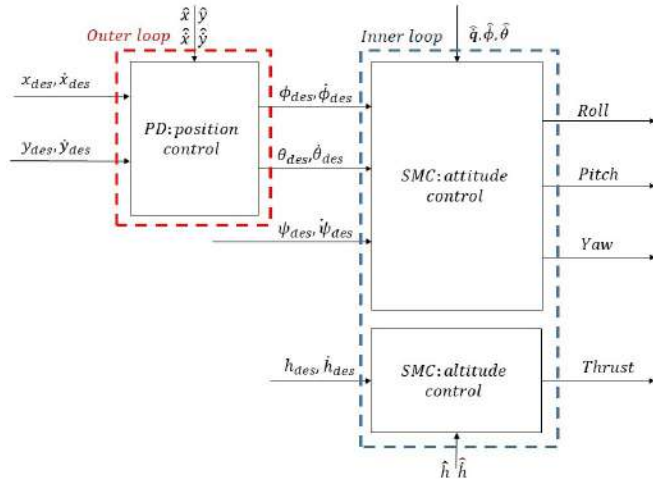 x̂ ŷ
Outer loop x̂̇ ŷ̇
Inner loop
q̂, ϕ̂, θ̂
x_des, ẋ_des
ϕ_des, ϕ̇_des
Roll
PD: position
control
y_des, ẏ_des
θ_des, θ̇_des
SMC: attitude
control
Pitch
ψ_des, ψ̇_des
Yaw
h_des, ḣ_des
SMC: altitude
control
Thrust
ĥ ĥ̇